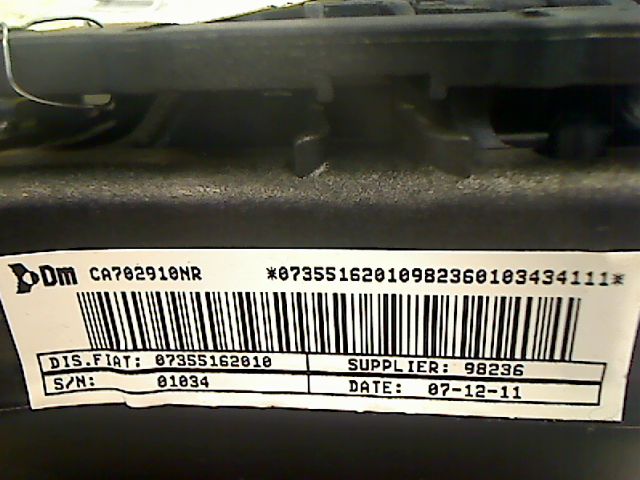 Dm CA702910NR *07355162010982360103434111*
DIS.FIAT: 07355162010 SUPPLIER: 98236
S/N: 01034 DATE: 07-12-11